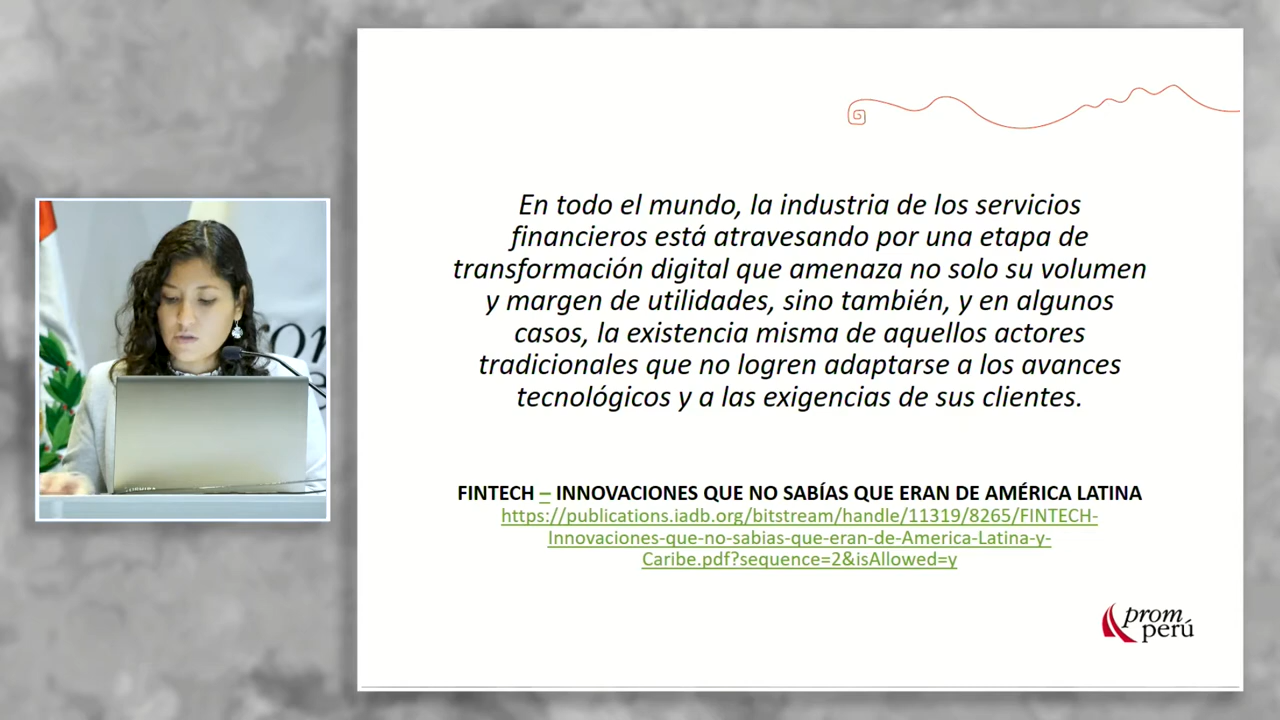 En todo el mundo, la industria de los servicios
financieros está atravesando por una etapa de
transformación digital que amenaza no solo su volumen
y margen de utilidades, sino también, y en algunos
casos, la existencia misma de aquellos actores
tradicionales que no logren adaptarse a los avances
tecnológicos y a las exigencias de sus clientes.
FINTECH – INNOVACIONES QUE NO SABÍAS QUE ERAN DE AMÉRICA LATINA
https://publications.iadb.org/bitstream/handle/11319/8265/FINTECH-
Innovaciones-que-no-sabias-que-eran-de-America-Latina-y-
Caribe.pdf?sequence=2&isAllowed=y
prom
perú